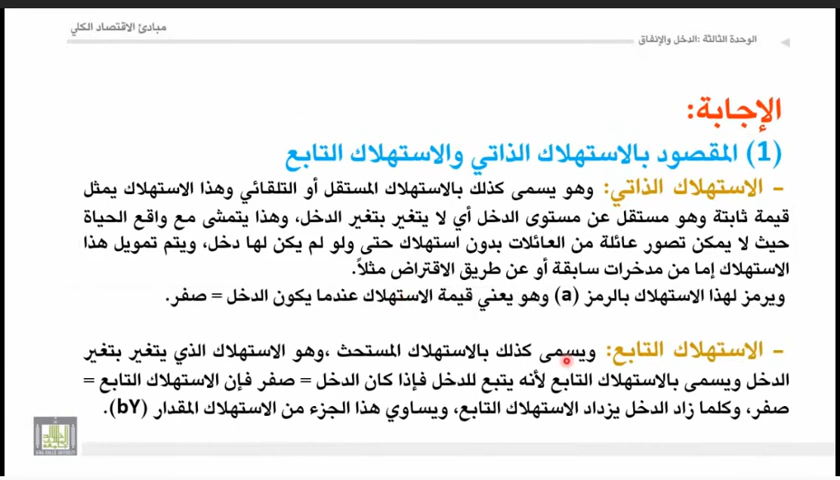 مبادئ الاقتصاد الكلي
الوحدة الثالثة :الدخل والإنفاق
الإجابة:
(1) المقصود بالاستهلاك الذاتي والاستهلاك التابع
- الاستهلاك الذاتي: وهو يسمى كذلك بالاستهلاك المستقل أو التلقائي وهذا الاستهلاك يمثل
قيمة ثابتة وهو مستقل عن مستوى الدخل أي لا يتغير بتغير الدخل، وهذا يتمشى مع واقع الحياة
حيث لا يمكن تصور عائلة من العائلات بدون استهلاك حتى ولو لم يكن لها دخل، ويتم تمويل هذا
الاستهلاك إما من مدخرات سابقة أو عن طريق الاقتراض مثلاً.
ويرمز لهذا الاستهلاك بالرمز (a) وهو يعني قيمة الاستهلاك عندما يكون الدخل = صفر.
- الاستهلاك التابع: ويسمى كذلك بالاستهلاك المستحث ،وهو الاستهلاك الذي يتغير بتغير
الدخل ويسمى بالاستهلاك التابع لأنه يتبع للدخل فإذا كان الدخل = صفر فإن الاستهلاك التابع =
صفر، وكلما زاد الدخل يزداد الاستهلاك التابع، ويساوي هذا الجزء من الاستهلاك المقدار (bY).